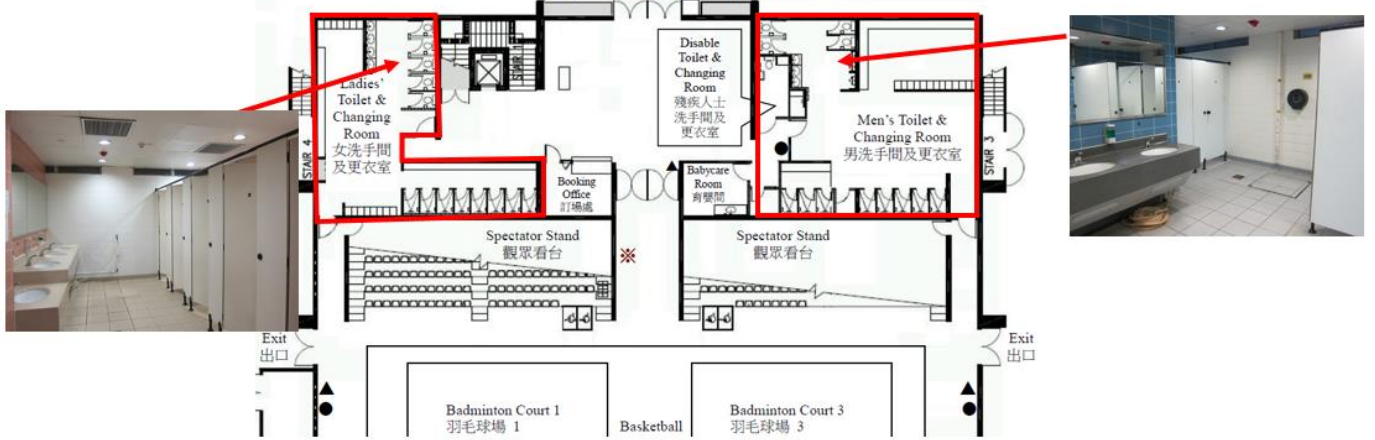 Ladies'
Toilet &
Changing
Room
女洗手間
及更衣室
STAIR 4
STAIR 1
Disable
Toilet &
Changing
Room
殘疾人士
洗手間及
更衣室
Men's Toilet &
Changing Room
男洗手間及更衣室
STAIR 3
Booking
Office
訂場處
Babycare
Room
育嬰間
Spectator Stand
觀眾看台
※
Spectator Stand
觀眾看台
Exit
出口
Exit
出口
Badminton Court 1
羽毛球場 1
Basketball
Badminton Court 3
羽毛球場 3